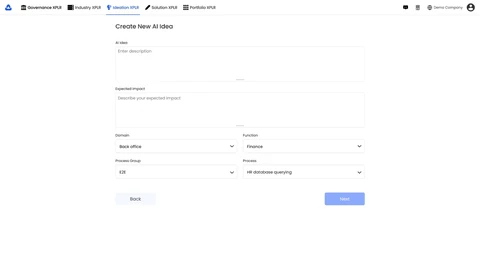 Governance XPLR Industry XPLR Ideation XPLR Solution XPLR Portfolio XPLR Demo Company
Create New AI Idea
AI Idea
Enter description
Expected Impact
Describe your expected impact
Domain Function
Back office Finance
Process Group Process
E2E HR database querying
Back Next